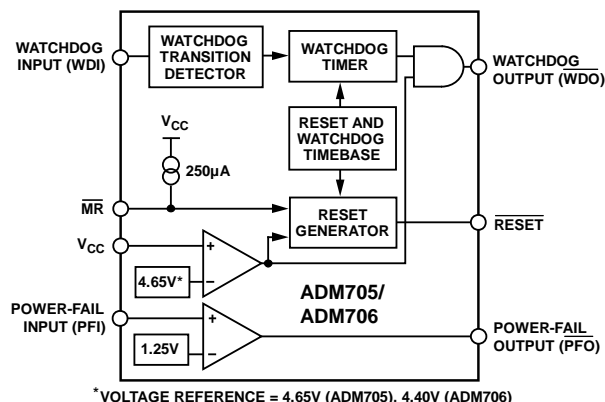 WATCHDOG
INPUT (WDI)
WATCHDOG
TRANSITION
DETECTOR
WATCHDOG
TIMER
WATCHDOG
OUTPUT (WDO)
RESET AND
WATCHDOG
TIMEBASE
VCC
250μA
MR
RESET
GENERATOR
RESET
VCC
+
−
4.65V*
ADM705/
ADM706
POWER-FAIL
INPUT (PFI)
+
−
1.25V
POWER-FAIL
OUTPUT (PFO)
*VOLTAGE REFERENCE = 4.65V (ADM705), 4.40V (ADM706)